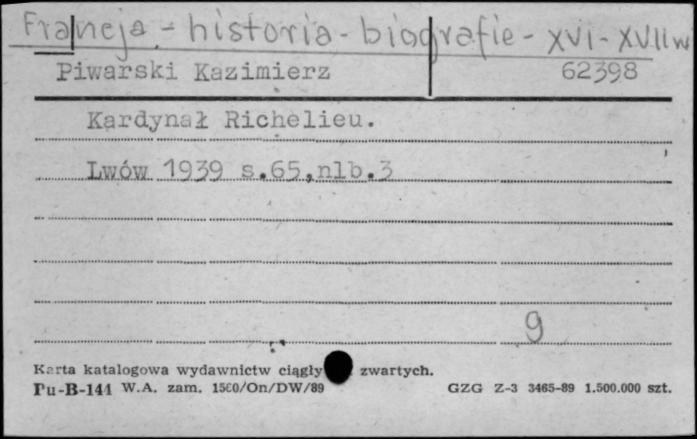 Francja - historia - biografie - XVI - XVII w
Piwarski Kazimierz 62398
Kardynał Richelieu.
Lwów 1939 s.65,nlb.3
9
Karta katalogowa wydawnictw ciągły zwartych.
Pu-B-141 W.A. zam. 1500/On/DW/89 GZG Z-3 3465-89 1.500.000 szt.